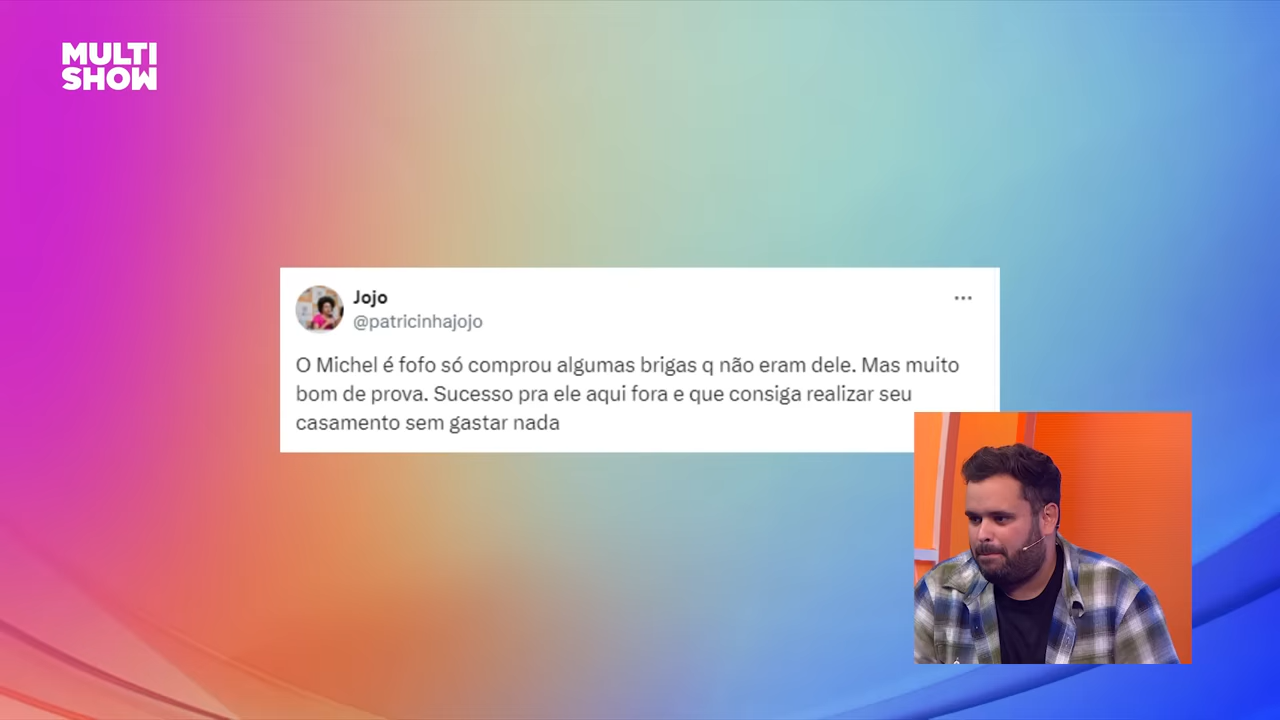 MULTI
SHOW
Jojo
@patricinhajojo
O Michel é fofo só comprou algumas brigas q não eram dele. Mas muito
bom de prova. Sucesso pra ele aqui fora e que consiga realizar seu
casamento sem gastar nada